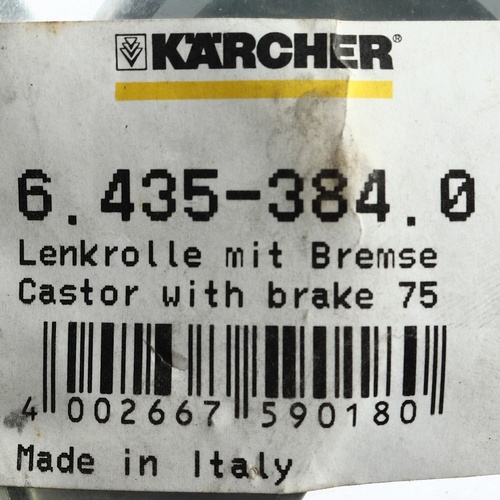 KÄRCHER®
6.435-384.0
Lenkrolle mit Bremse
Castor with brake 75
4 002667 590180
Made in Italy